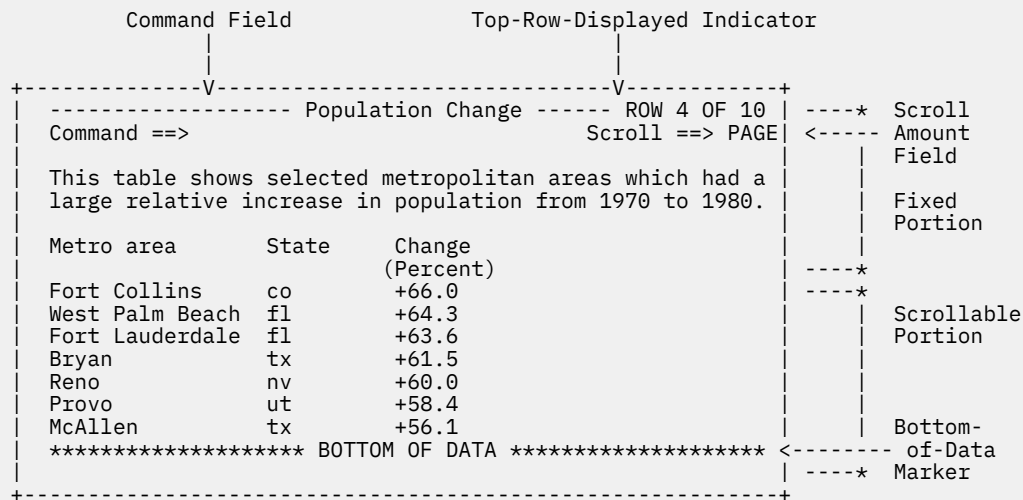 Command Field Top-Row-Displayed Indicator
| |
| |
+--------------V-------------------------------V------------+
| ------------------- Population Change ------ ROW 4 OF 10 | ----* Scroll
| Command ==> Scroll ==> PAGE| <----- Amount
| | | Field
| This table shows selected metropolitan areas which had a | |
| large relative increase in population from 1970 to 1980. | | Fixed
| | | Portion
| Metro area State Change | |
| (Percent) | ----*
| Fort Collins co +66.0 | ----*
| West Palm Beach fl +64.3 | | Scrollable
| Fort Lauderdale fl +63.6 | | Portion
| Bryan tx +61.5 | |
| Reno nv +60.0 | |
| Provo ut +58.4 | |
| McAllen tx +56.1 | | Bottom-
| ******************** BOTTOM OF DATA ******************** <-------- of-Data
| | ----* Marker
+------------------------------------------------------------+